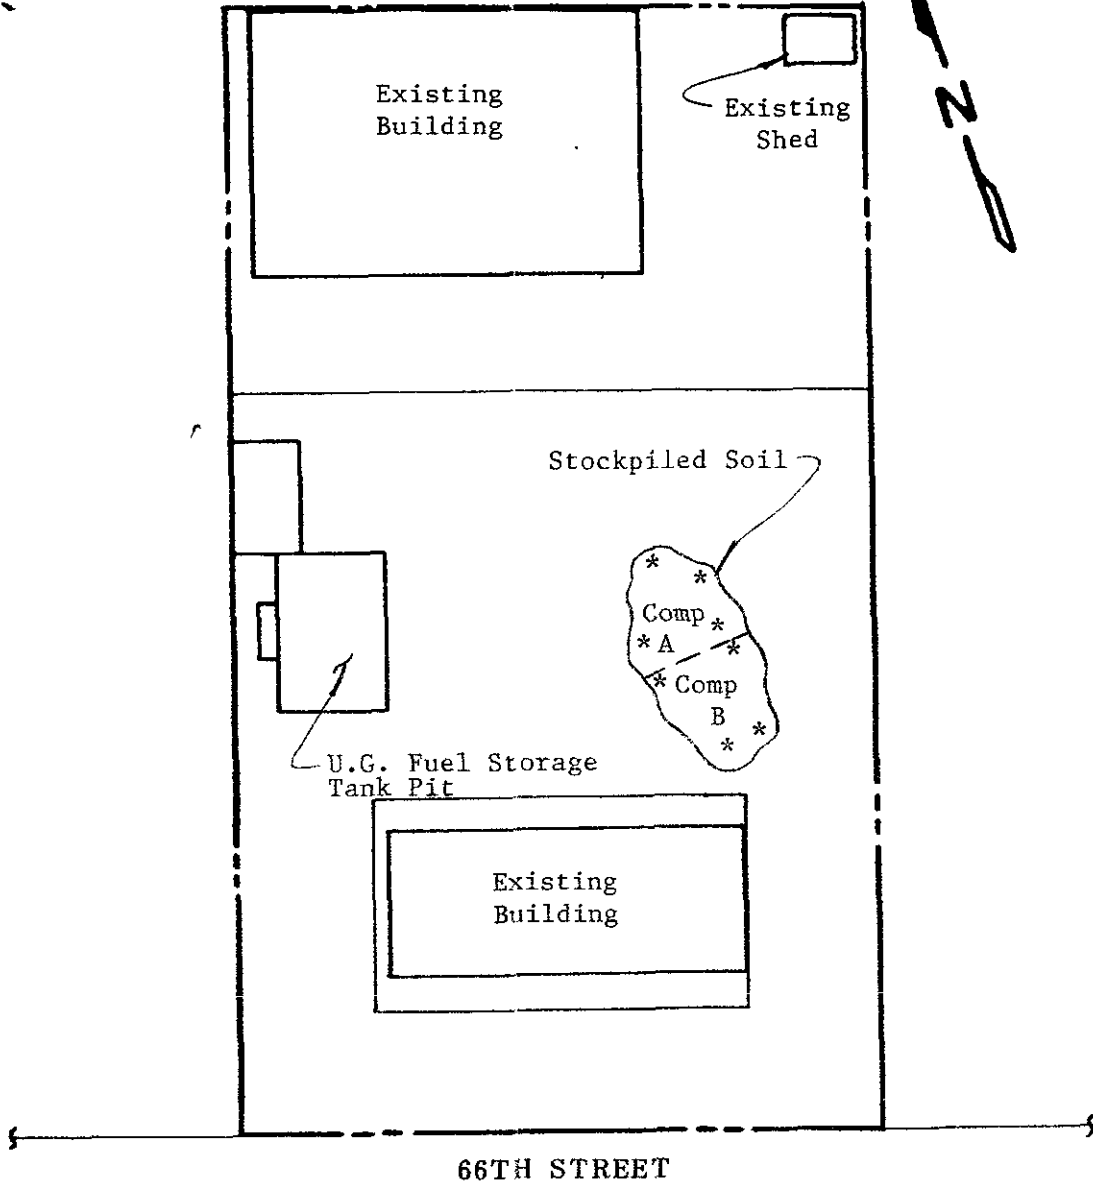 Existing
Building
Existing
Shed
N
Stockpiled Soil
* *
Comp *
* A *
* Comp
B *
*
U.G. Fuel Storage
Tank Pit
Existing
Building
66TH STREET